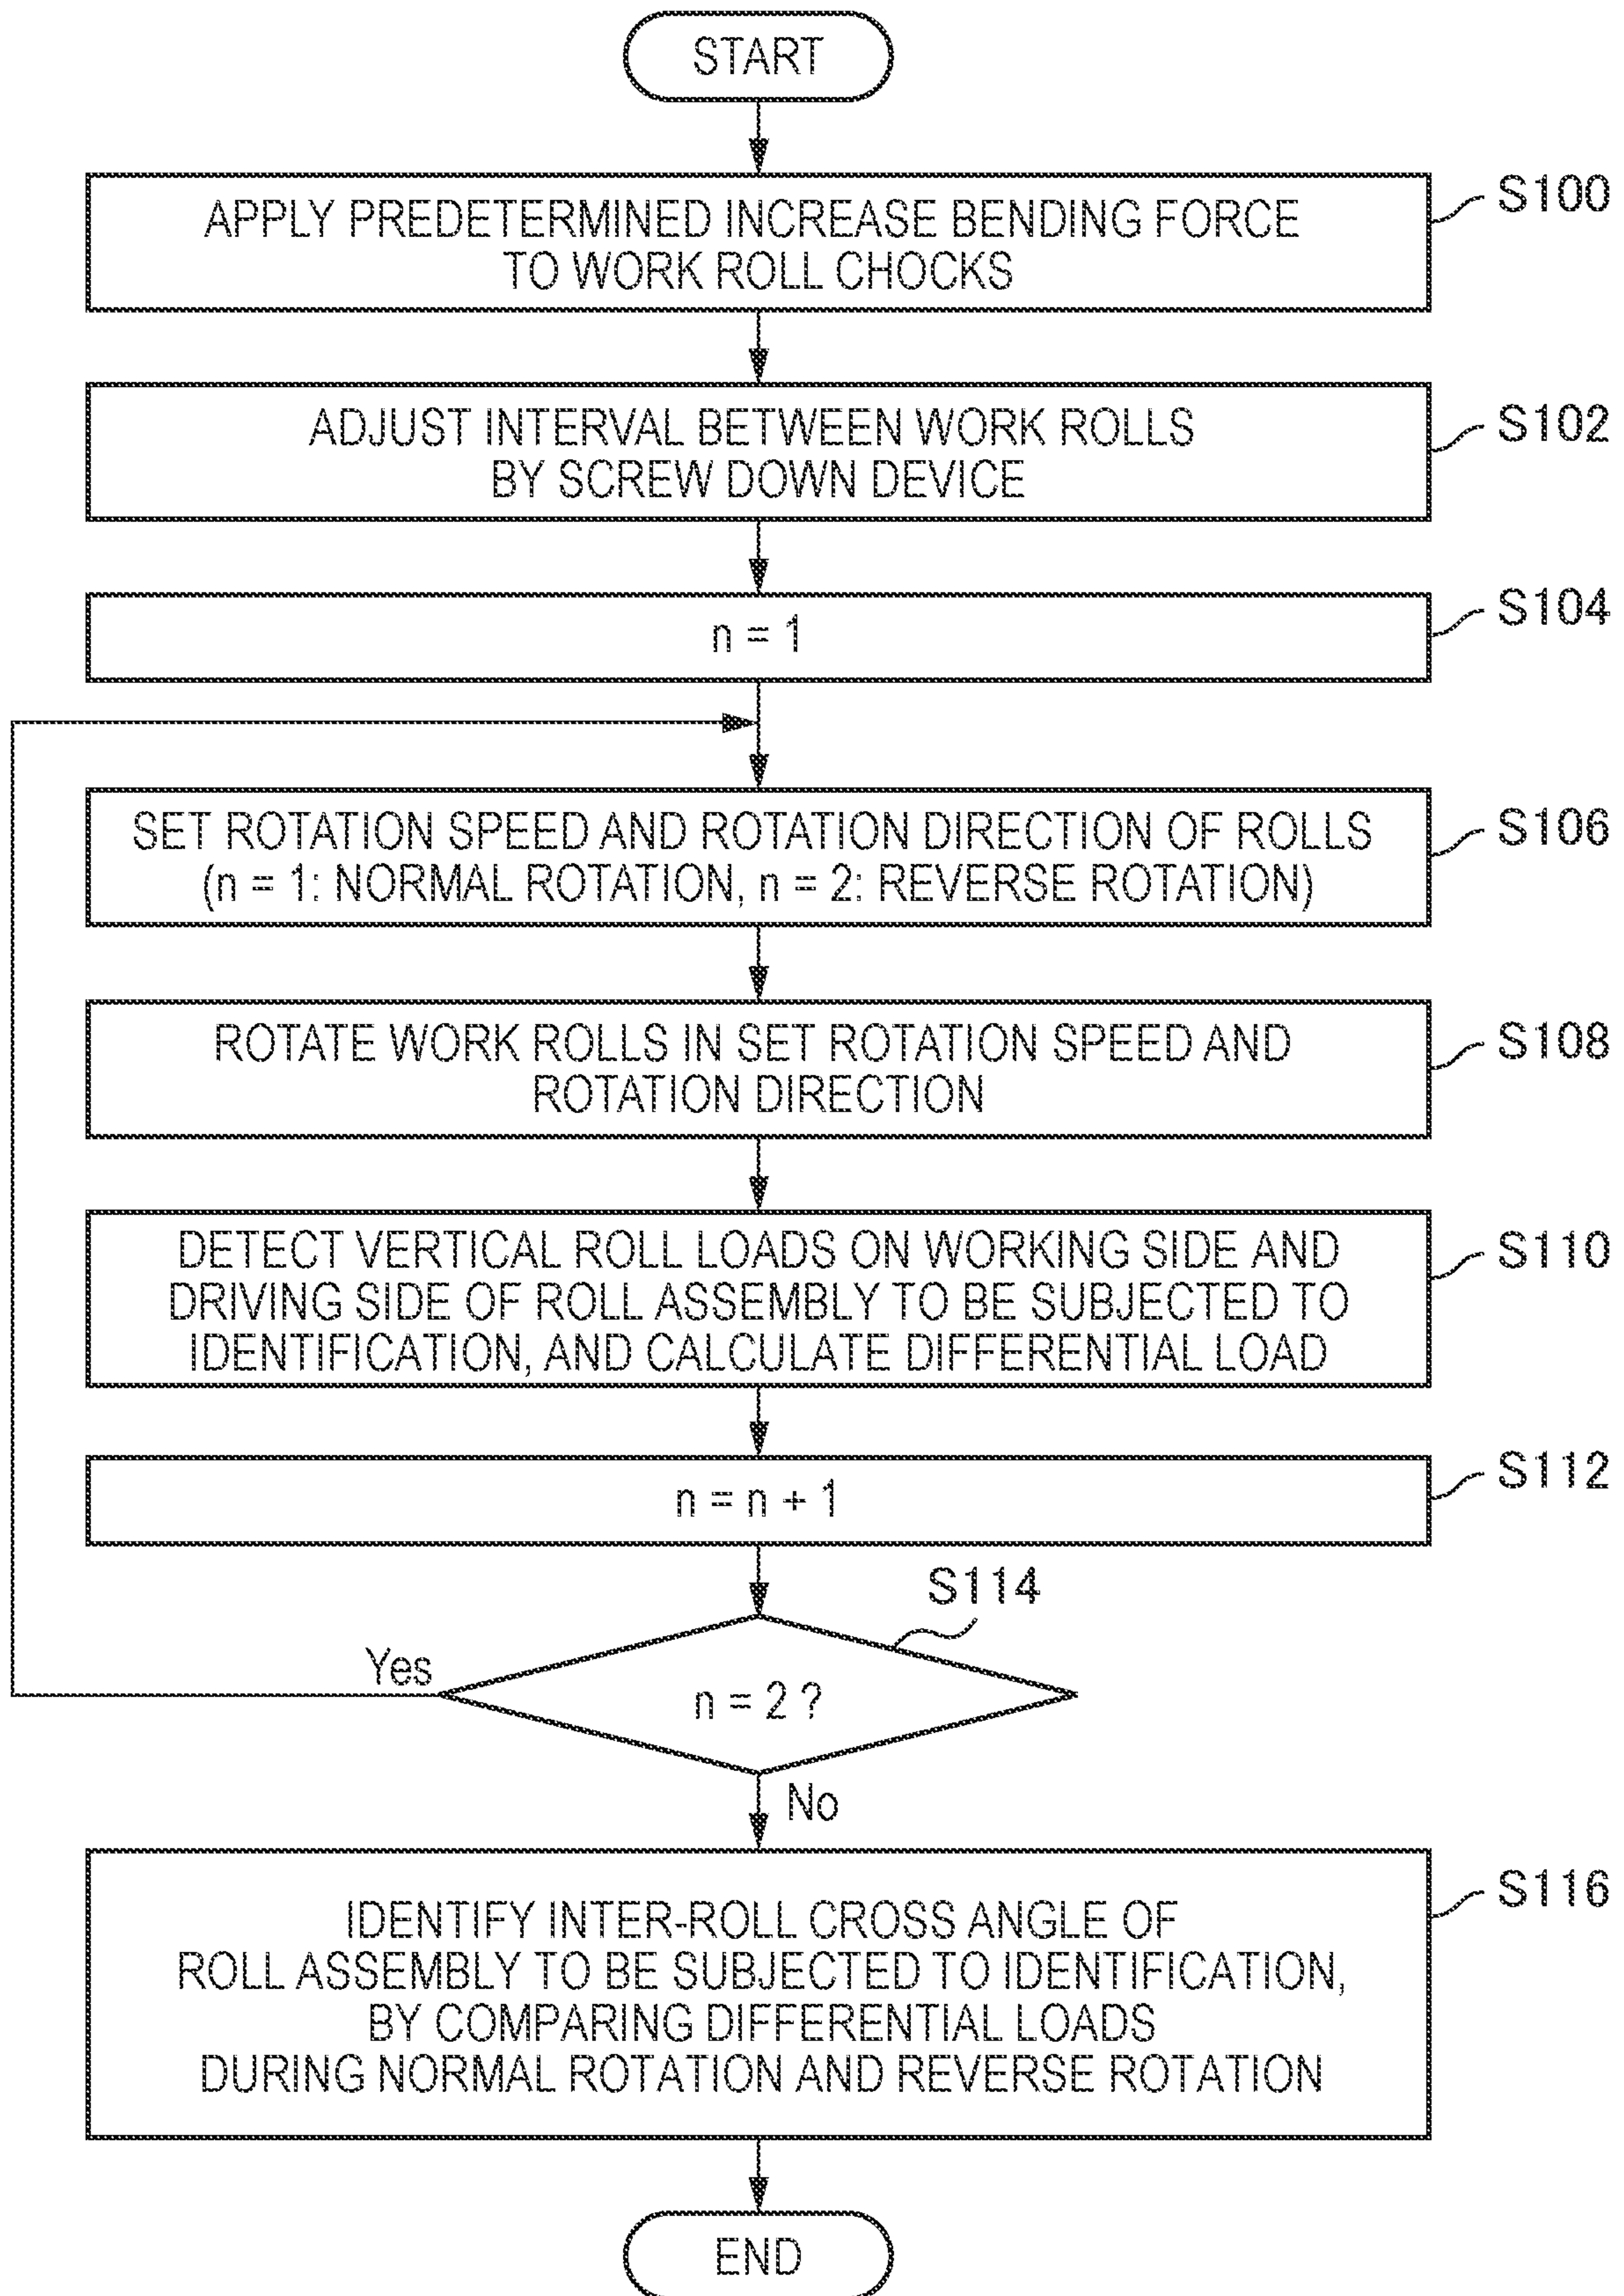 START
APPLY PREDETERMINED INCREASE BENDING FORCE
TO WORK ROLL CHOCKS
S100
ADJUST INTERVAL BETWEEN WORK ROLLS
BY SCREW DOWN DEVICE
S102
n = 1
S104
SET ROTATION SPEED AND ROTATION DIRECTION OF ROLLS
(n = 1: NORMAL ROTATION, n = 2: REVERSE ROTATION)
S106
ROTATE WORK ROLLS IN SET ROTATION SPEED AND
ROTATION DIRECTION
S108
DETECT VERTICAL ROLL LOADS ON WORKING SIDE AND
DRIVING SIDE OF ROLL ASSEMBLY TO BE SUBJECTED TO
IDENTIFICATION, AND CALCULATE DIFFERENTIAL LOAD
S110
n = n + 1
S112
S114
Yes
n = 2 ?
No
IDENTIFY INTER-ROLL CROSS ANGLE OF
ROLL ASSEMBLY TO BE SUBJECTED TO IDENTIFICATION,
BY COMPARING DIFFERENTIAL LOADS
DURING NORMAL ROTATION AND REVERSE ROTATION
S116
END